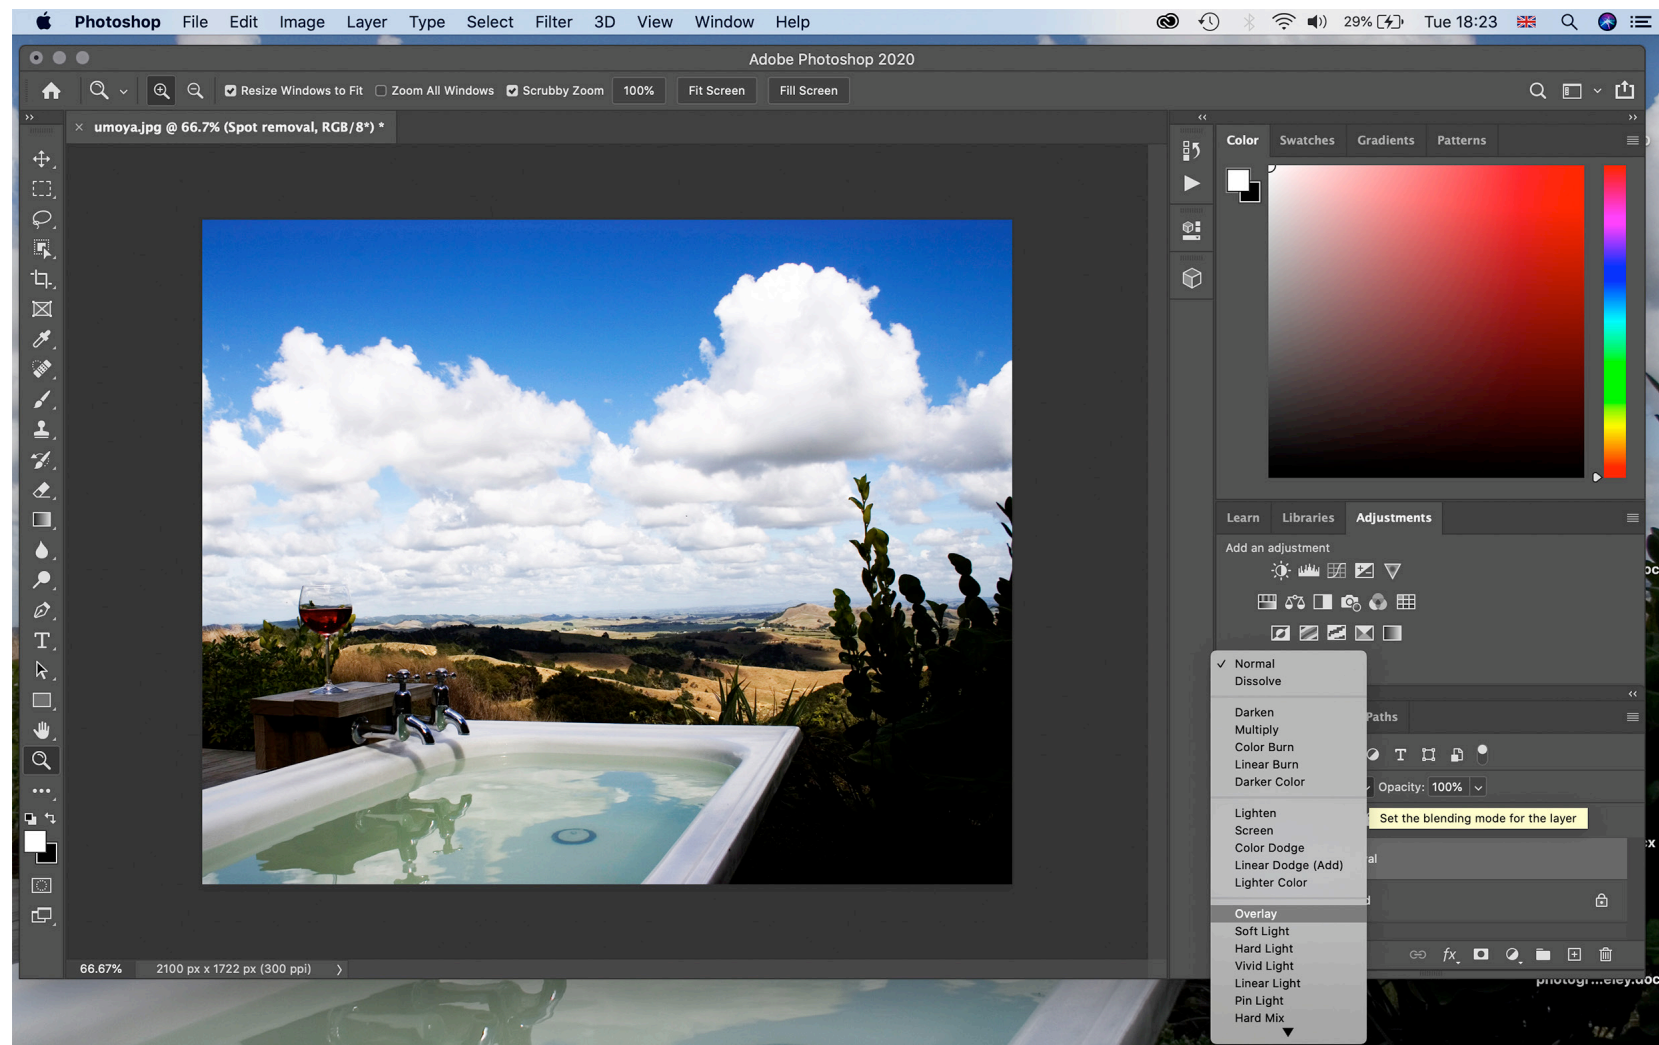 Photoshop File Edit Image Layer Type Select Filter 3D View Window Help 29% Tue 18:23
Adobe Photoshop 2020
Resize Windows to Fit Zoom All Windows Scrubby Zoom 100% Fit Screen Fill Screen
umoya.jpg @ 66.7% (Spot removal, RGB/8*) *
Color Swatches Gradients Patterns
Learn Libraries Adjustments
Add an adjustment
Normal
Dissolve
Paths
Darken
Multiply
Color Burn
Linear Burn
Darker Color
Opacity: 100%
Lighten
Set the blending mode for the layer
Screen
Color Dodge
Linear Dodge (Add)
Lighter Color
Overlay
Soft Light
Hard Light
Vivid Light
Linear Light
Pin Light
Hard Mix
fx
66.67% 2100 px x 1722 px (300 ppi)
photogr...eley.doc